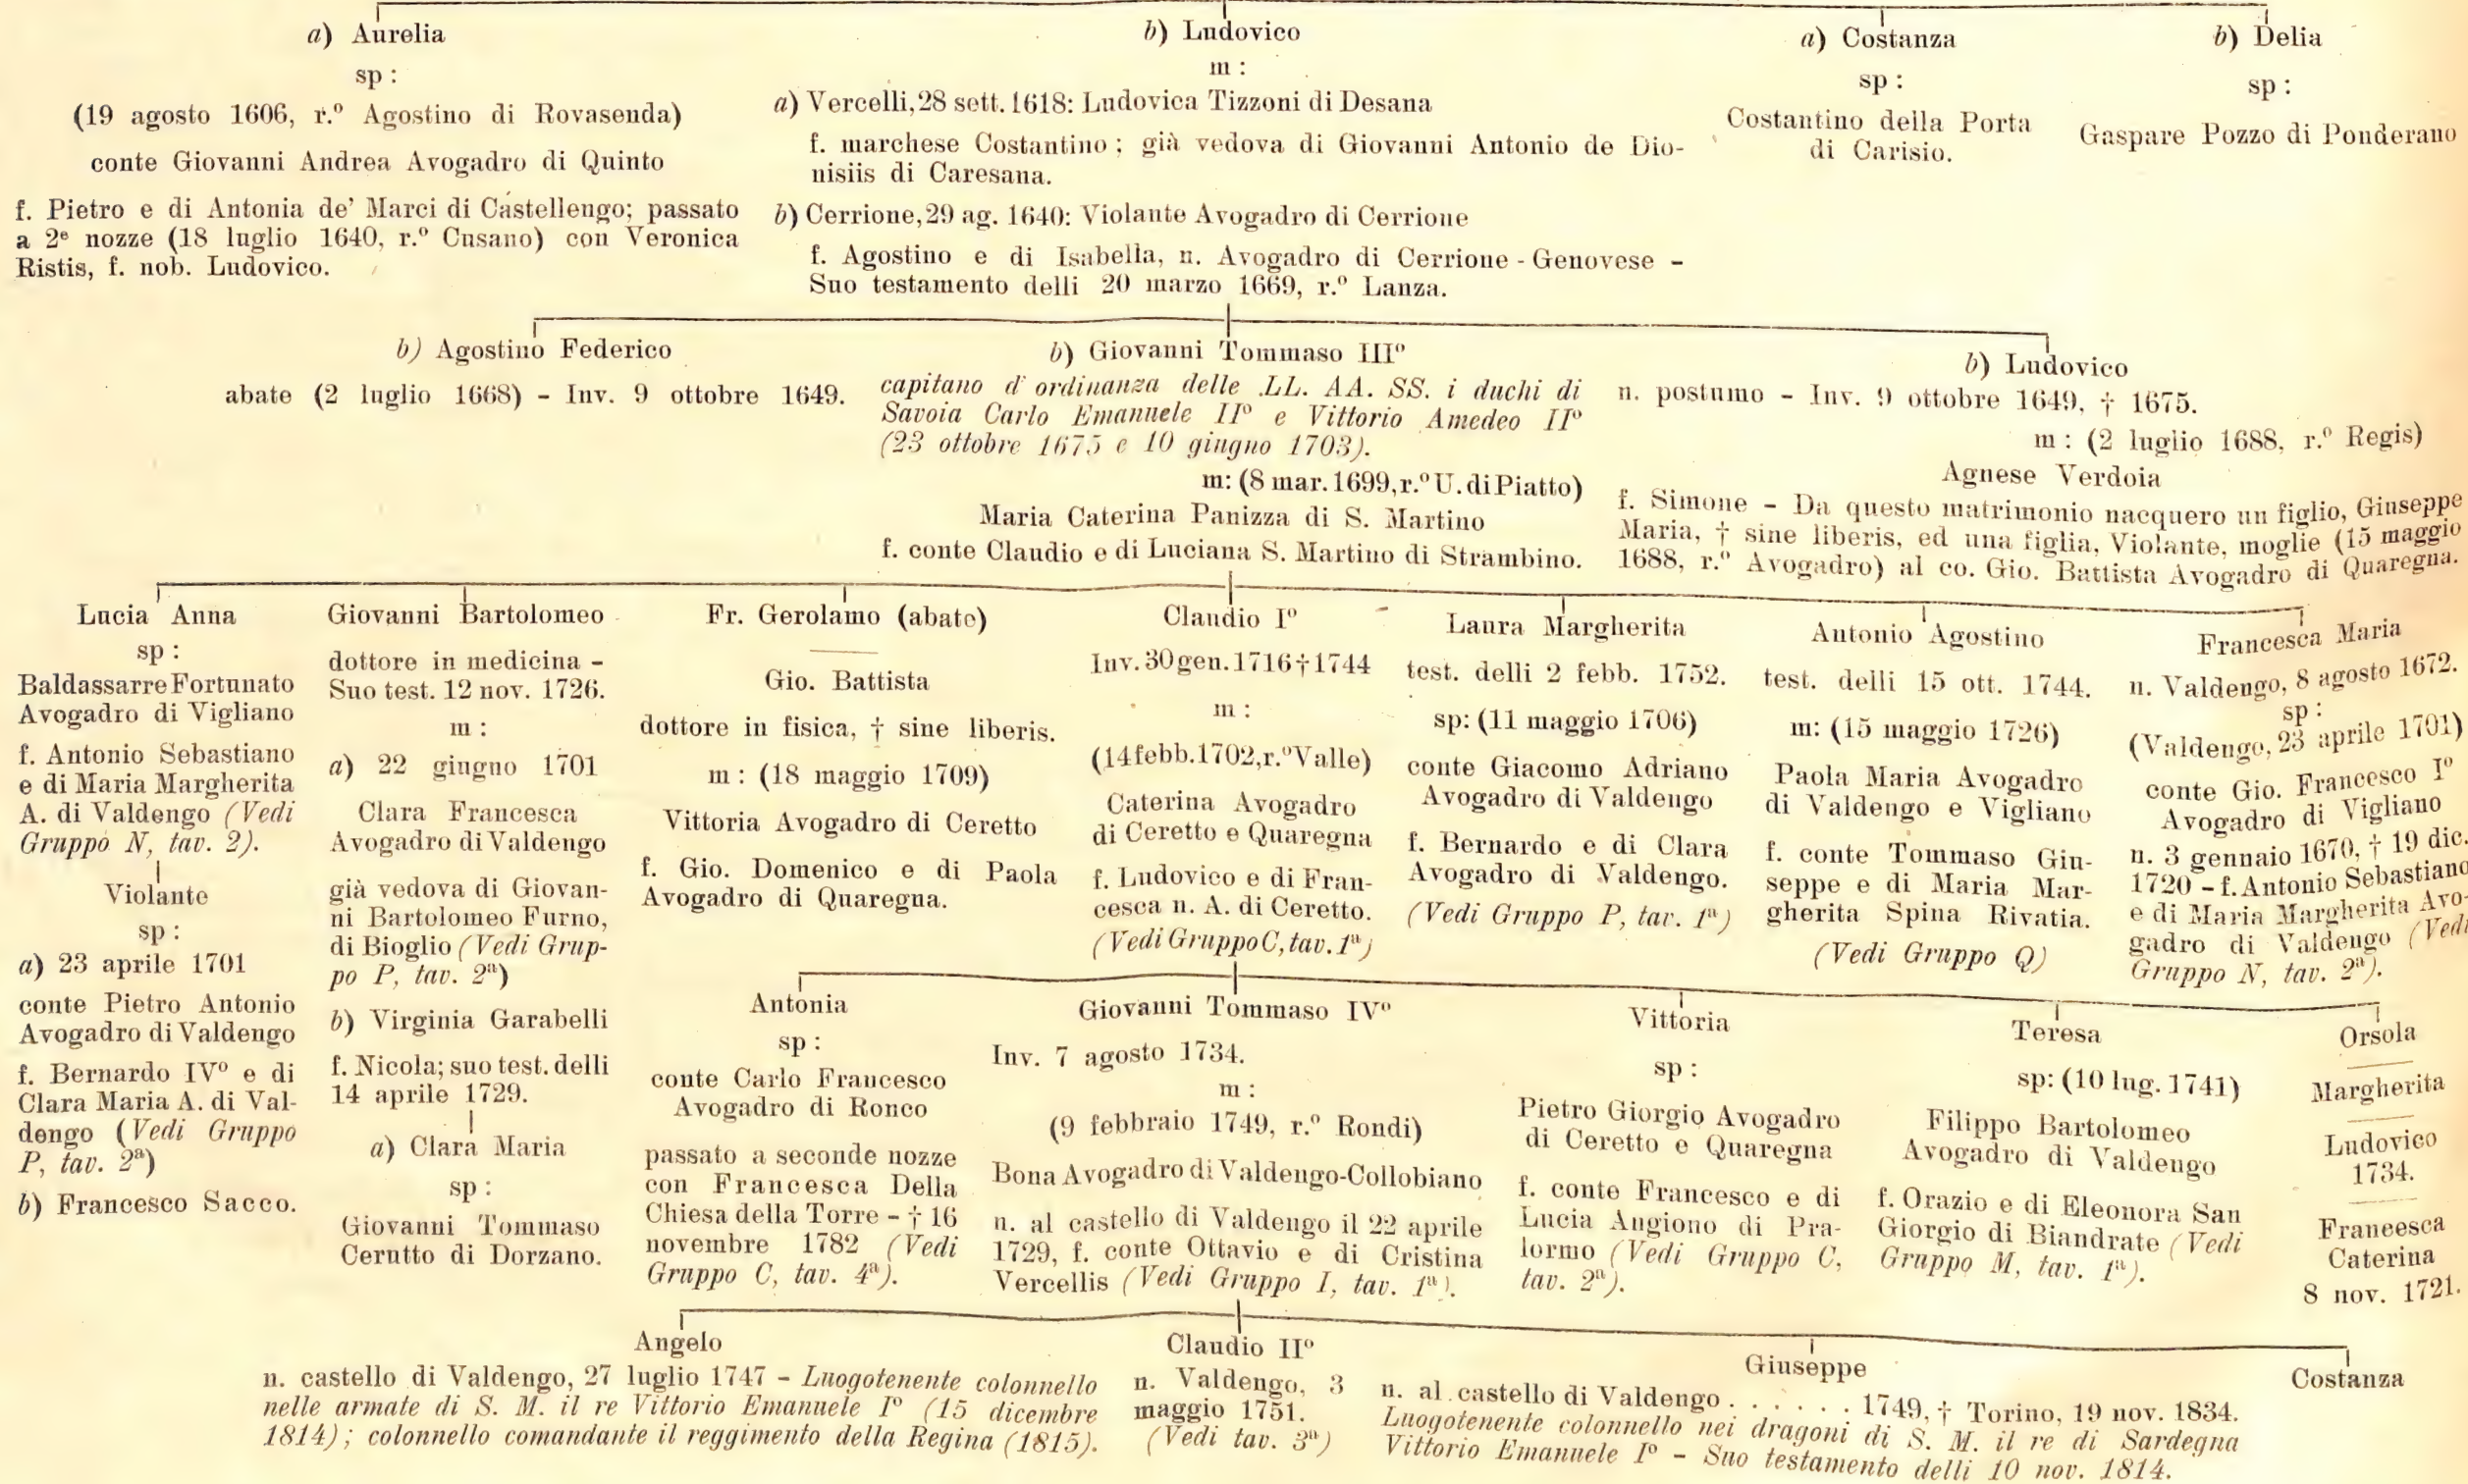 a) Aurelia
sp :
(19 agosto 1606, r.º Agostino di Rovasenda)
conte Giovanni Andrea Avogadro di Quinto
f. Pietro e di Antonia de' Marci di Castellengo; passato
a 2ᵉ nozze (18 luglio 1640, r.º Cusano) con Veronica
Ristis, f. nob. Ludovico.
b) Ludovico
m :
a) Vercelli, 28 sett. 1618: Ludovica Tizzoni di Desana
f. marchese Costantino ; già vedova di Giovanni Antonio de Dio-
nisiis di Caresana.
b) Cerrione, 29 ag. 1640: Violante Avogadro di Cerrione
f. Agostino e di Isabella, n. Avogadro di Cerrione - Genovese -
Suo testamento delli 20 marzo 1669, r.º Lanza.
a) Costanza
sp :
Costantino della Porta
di Carisio.
b) Delia
sp :
Gaspare Pozzo di Ponderano
b) Agostino Federico
abate (2 luglio 1668) - Inv. 9 ottobre 1649.
b) Giovanni Tommaso IIIº
capitano d'ordinanza delle LL. AA. SS. i duchi di
Savoia Carlo Emanuele IIº e Vittorio Amedeo IIº
(23 ottobre 1675 e 10 giugno 1703).
m: (8 mar. 1699, r.º U. di Piatto)
Maria Caterina Panizza di S. Martino
f. conte Claudio e di Luciana S. Martino di Strambino.
b) Ludovico
n. postumo - Inv. 9 ottobre 1649, † 1675.
m : (2 luglio 1688, r.º Regis)
Agnese Verdoia
f. Simone - Da questo matrimonio nacquero un figlio, Giuseppe
Maria, † sine liberis, ed una figlia, Violante, moglie (15 maggio
1688, r.º Avogadro) al co. Gio. Battista Avogadro di Quaregna.
Lucia Anna
sp :
Baldassarre Fortunato
Avogadro di Vigliano
f. Antonio Sebastiano
e di Maria Margherita
A. di Valdengo (Vedi
Gruppo N, tav. 2).
Violante
sp :
a) 23 aprile 1701
conte Pietro Antonio
Avogadro di Valdengo
f. Bernardo IVº e di
Clara Maria A. di Val-
dengo (Vedi Gruppo
P, tav. 2ª)
b) Francesco Sacco.
Giovanni Bartolomeo
dottore in medicina -
Suo test. 12 nov. 1726.
m :
a) 22 giugno 1701
Clara Francesca
Avogadro di Valdengo
già vedova di Giovan-
ni Bartolomeo Furno,
di Bioglio (Vedi Grup-
po P, tav. 2ª)
b) Virginia Garabelli
f. Nicola; suo test. delli
14 aprile 1729.
a) Clara Maria
sp :
Giovanni Tommaso
Cerutto di Dorzano.
Fr. Gerolamo (abate)
Gio. Battista
dottore in fisica, † sine liberis.
m : (18 maggio 1709)
Vittoria Avogadro di Ceretto
f. Gio. Domenico e di Paola
Avogadro di Quaregna.
Claudio Iº
Inv. 30 gen. 1716 † 1744
m :
(14 febb. 1702, r.º Valle)
Caterina Avogadro
di Ceretto e Quaregna
f. Ludovico e di Fran-
cesca n. A. di Ceretto.
(Vedi Gruppo C, tav. 1ª)
Laura Margherita
test. delli 2 febb. 1752.
sp: (11 maggio 1706)
conte Giacomo Adriano
Avogadro di Valdengo
f. Bernardo e di Clara
Avogadro di Valdengo.
(Vedi Gruppo P, tav. 1ª)
Antonio Agostino
test. delli 15 ott. 1744.
m: (15 maggio 1726)
Paola Maria Avogadro
di Valdengo e Vigliano
f. conte Tommaso Giu-
seppe e di Maria Mar-
gherita Spina Rivatia.
(Vedi Gruppo Q)
Francesca Maria
n. Valdengo, 8 agosto 1672.
sp :
(Valdengo, 23 aprile 1701)
conte Gio. Francesco Iº
Avogadro di Vigliano
n. 3 gennaio 1670, † 19 dic.
1720 - f. Antonio Sebastiano
e di Maria Margherita Avo-
gadro di Valdengo (Vedi
Gruppo N, tav. 2ª).
Antonia
sp :
conte Carlo Francesco
Avogadro di Ronco
passato a seconde nozze
con Francesca Della
Chiesa della Torre - † 16
novembre 1782 (Vedi
Gruppo C, tav. 4ª).
Giovanni Tommaso IVº
Inv. 7 agosto 1734.
m :
(9 febbraio 1749, r.º Rondi)
Bona Avogadro di Valdengo-Collobiano
n. al castello di Valdengo il 22 aprile
1729, f. conte Ottavio e di Cristina
Vercellis (Vedi Gruppo I, tav. 1ª).
Vittoria
sp :
Pietro Giorgio Avogadro
di Ceretto e Quaregna
f. conte Francesco e di
Lucia Angiono di Pra-
lormo (Vedi Gruppo C,
tav. 2ª).
Teresa
sp: (10 lug. 1741)
Filippo Bartolomeo
Avogadro di Valdengo
f. Orazio e di Eleonora San
Giorgio di Biandrate (Vedi
Gruppo M, tav. 1ª).
Orsola
Margherita
Ludovico
1734.
Francesca
Caterina
8 nov. 1721.
Angelo
n. castello di Valdengo, 27 luglio 1747 - Luogotenente colonnello
nelle armate di S. M. il re Vittorio Emanuele Iº (15 dicembre
1814); colonnello comandante il reggimento della Regina (1815).
Claudio IIº
n. Valdengo, 3
maggio 1751.
(Vedi tav. 3ª)
Giuseppe
n. al castello di Valdengo . . . . . . 1749, † Torino, 19 nov. 1834.
Luogotenente colonnello nei dragoni di S. M. il re di Sardegna
Vittorio Emanuele Iº - Suo testamento delli 10 nov. 1814.
Costanza